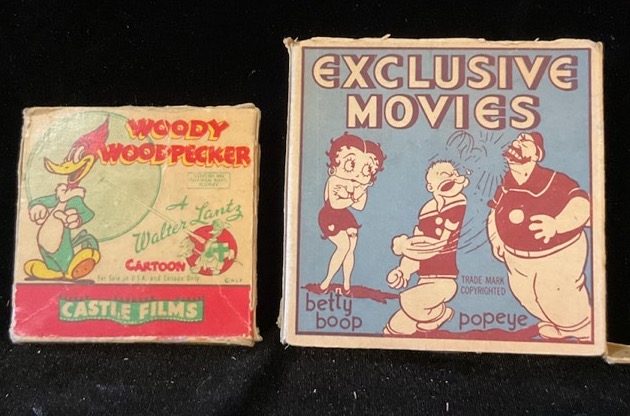 WOODY
WOODPECKER
A
Walter Lantz
CARTOON
For Sale in U.S.A. and Canada Only
CASTLE FILMS
EXCLUSIVE
MOVIES
TRADE MARK
COPYRIGHTED
betty
boop
popeye